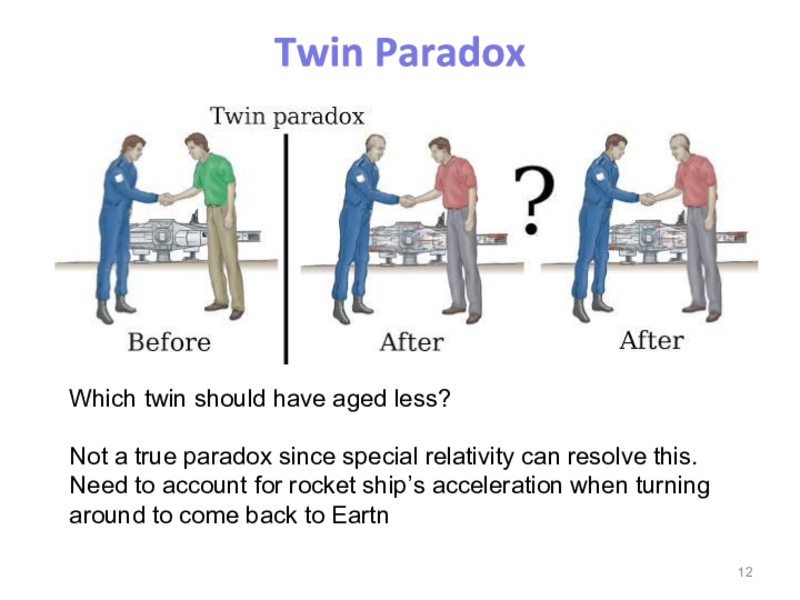 Twin Paradox
Twin paradox
?
Before
After
After
Which twin should have aged less?
Not a true paradox since special relativity can resolve this.
Need to account for rocket ship’s acceleration when turning
around to come back to Eartn
12